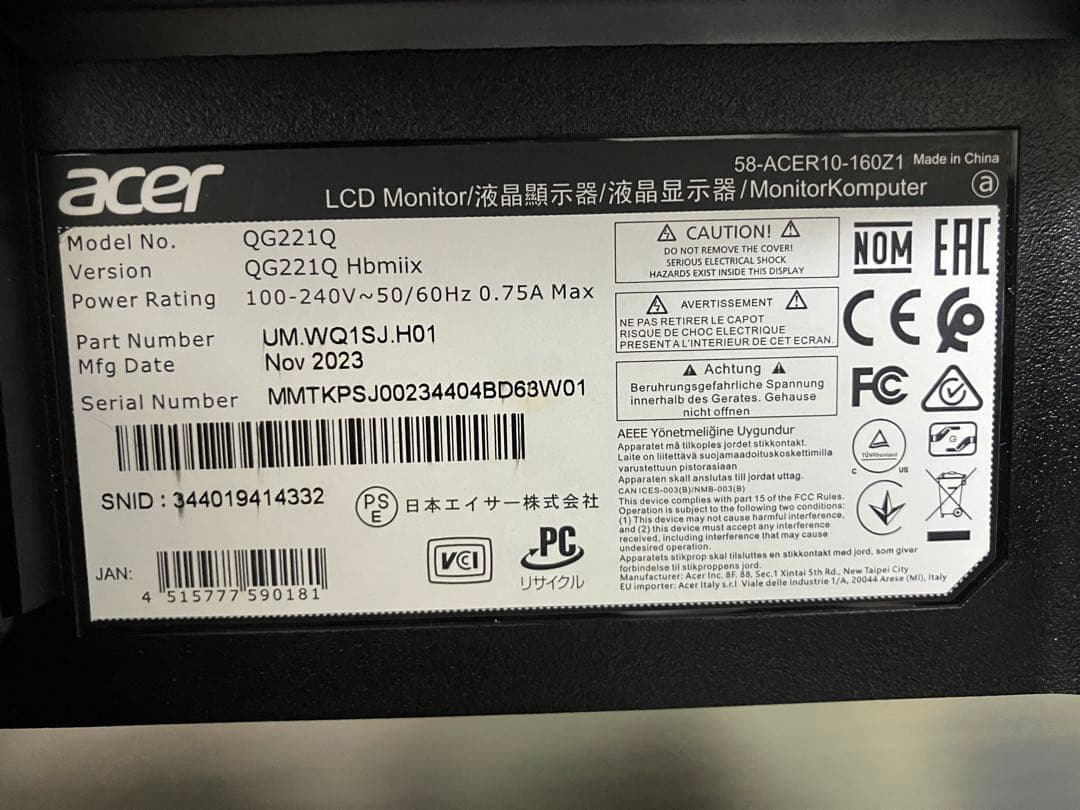 acer
58-ACER10-160Z1 Made in China
LCD Monitor/液晶顯示器/液晶显示器/MonitorKomputer
a
Model No. QG221Q
Version QG221Q Hbmiix
Power Rating 100-240V~50/60Hz 0.75A Max
Part Number UM.WQ1SJ.H01
Mfg Date Nov 2023
Serial Number MMTKPSJ00234404BD63W01
SNID : 344019414332
PS
E
日本エイサー株式会社
JAN:
4 515777 590181
VCI
PC
リサイクル
CAUTION!
DO NOT REMOVE THE COVER!
SERIOUS ELECTRICAL SHOCK
HAZARDS EXIST INSIDE THIS DISPLAY
AVERTISSEMENT
NE PAS RETIRER LE CAPOT
RISQUE DE CHOC ELECTRIQUE
PRESENT A L'INTERIEUR DE CET ECRAN.
Achtung
Beruhrungsgefahrliche Spannung
innerhalb des Gerates. Gehause
nicht offnen
AEEE Yönetmeliğine Uygundur
Apparatet må tilkoples jordet stikkontakt.
Laite on liitettävä suojamaadoituskoskettimilla
varustettuun pistorasiaan
Apparaten skall anslutas till jordat uttag.
CAN ICES-003(B)/NMB-003(B)
This device complies with part 15 of the FCC Rules.
Operation is subject to the following two conditions:
(1) This device may not cause harmful interference,
and (2) this device must accept any interference
received, including interference that may cause
undesired operation.
Apparatets stikprop skal tilsluttes en stikkontakt med jord, som giver
forbindelse til stikproppens jord.
Manufacturer: Acer Inc. 8F, 88, Sec.1 Xintai 5th Rd., New Taipei City
EU importer: Acer Italy s.r.l Viale delle Industrie 1/A, 20044 Arese (MI), Italy
NOM
EAC
CE
FC
TÜVRheinland
C US
G